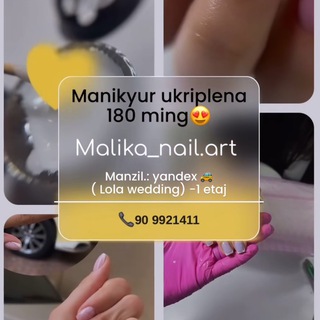 Manikyur ukriplena
180 ming😍
Malika_nail.art
Manzil.: yandex 🚕
( Lola wedding) -1 etaj
📞90 9921411